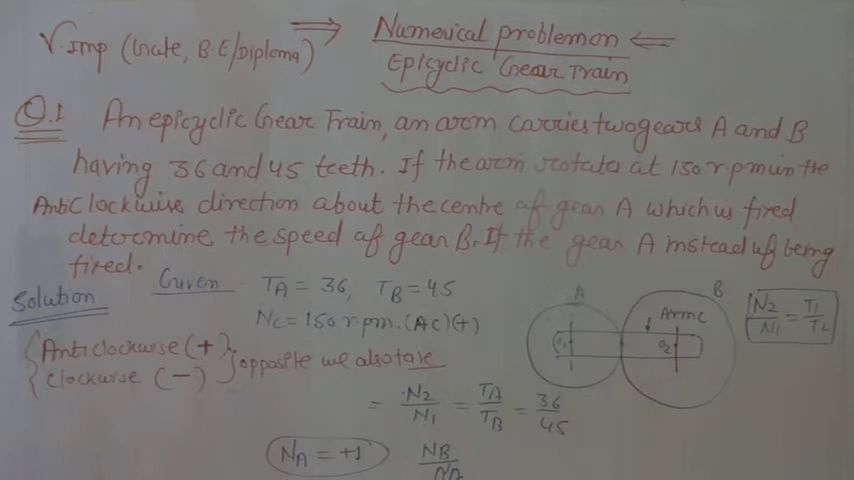 V.Imp (Gate, B.E/Diploma) ⇒ Numerical problem on ⇐
Epicyclic Gear Train
Q.1 An epicyclic Gear Train, an arm carries two gears A and B
having 36 and 45 teeth. If the arm rotats at 150 r.p.m in the
Anticlockwise direction about the centre of gear A which is fixed
determine the speed of gear B. If the gear A instead of being
fixed.
Solution Given TA = 36, TB = 45
NC = 150 r.p.m. (AC)(+)
{Anticlockwise (+)
{Clockwise (-)} opposite we also take
A B
Arm C
O1 O2
N2/N1 = T1/T2
= N2/N1 = TA/TB = 36/45
NA = +1 NB/NA